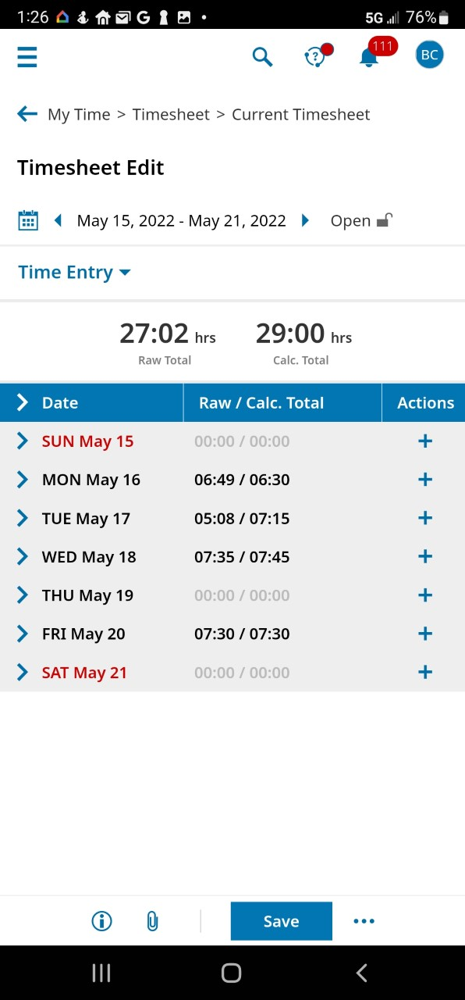 1:26 5G 76%
111 BC
My Time > Timesheet > Current Timesheet
Timesheet Edit
May 15, 2022 - May 21, 2022 Open
Time Entry
27:02 hrs 29:00 hrs
Raw Total Calc. Total
Date Raw / Calc. Total Actions
SUN May 15 00:00 / 00:00 +
MON May 16 06:49 / 06:30 +
TUE May 17 05:08 / 07:15 +
WED May 18 07:35 / 07:45 +
THU May 19 00:00 / 00:00 +
FRI May 20 07:30 / 07:30 +
SAT May 21 00:00 / 00:00 +
Save